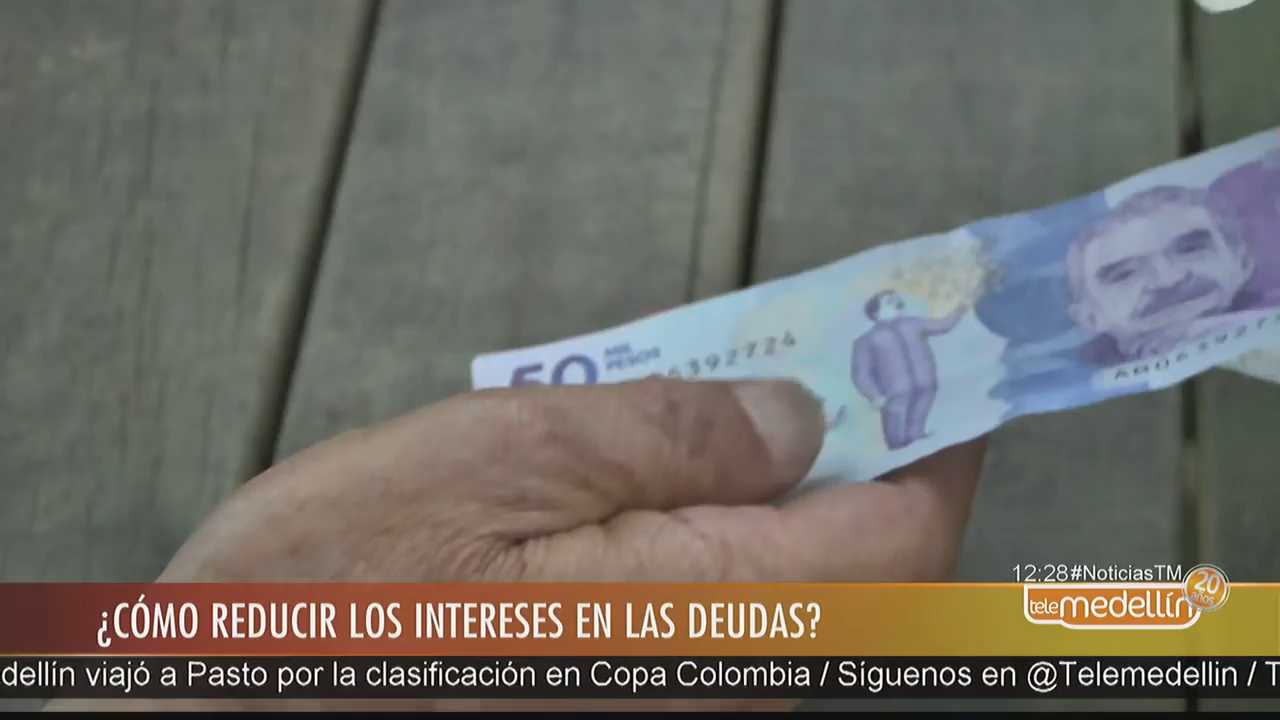 50 MIL
PESOS
6392724
12:28#NoticiasTM
20
años
telemedellín
¿CÓMO REDUCIR LOS INTERESES EN LAS DEUDAS?
dellín viajó a Pasto por la clasificación en Copa Colombia / Síguenos en @Telemedellin / T